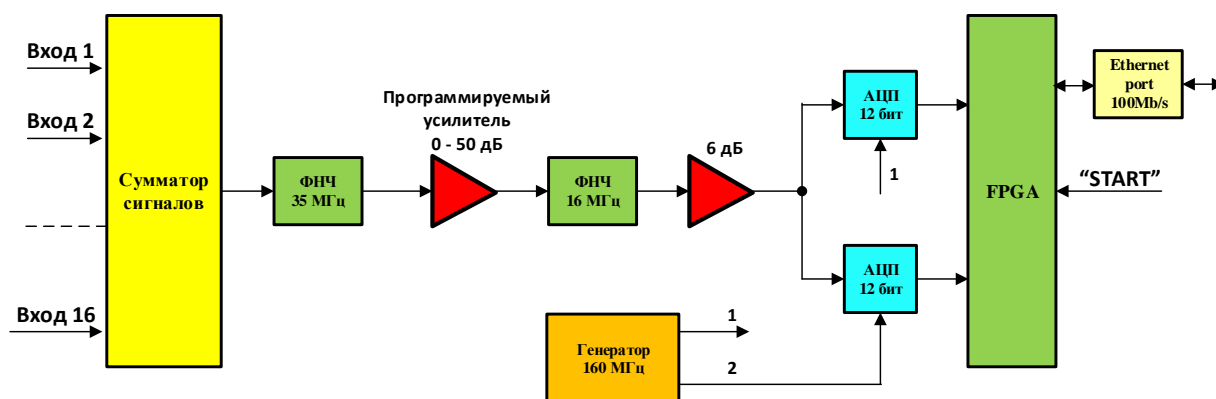 Вход 1
Вход 2
Вход 16
Сумматор
сигналов
ФНЧ
35 МГц
Программируемый
усилитель
0 - 50 дБ
ФНЧ
16 МГц
6 дБ
АЦП
12 бит
1
АЦП
12 бит
Генератор
160 МГц
1
2
FPGA
Ethernet
port
100Mb/s
“START”